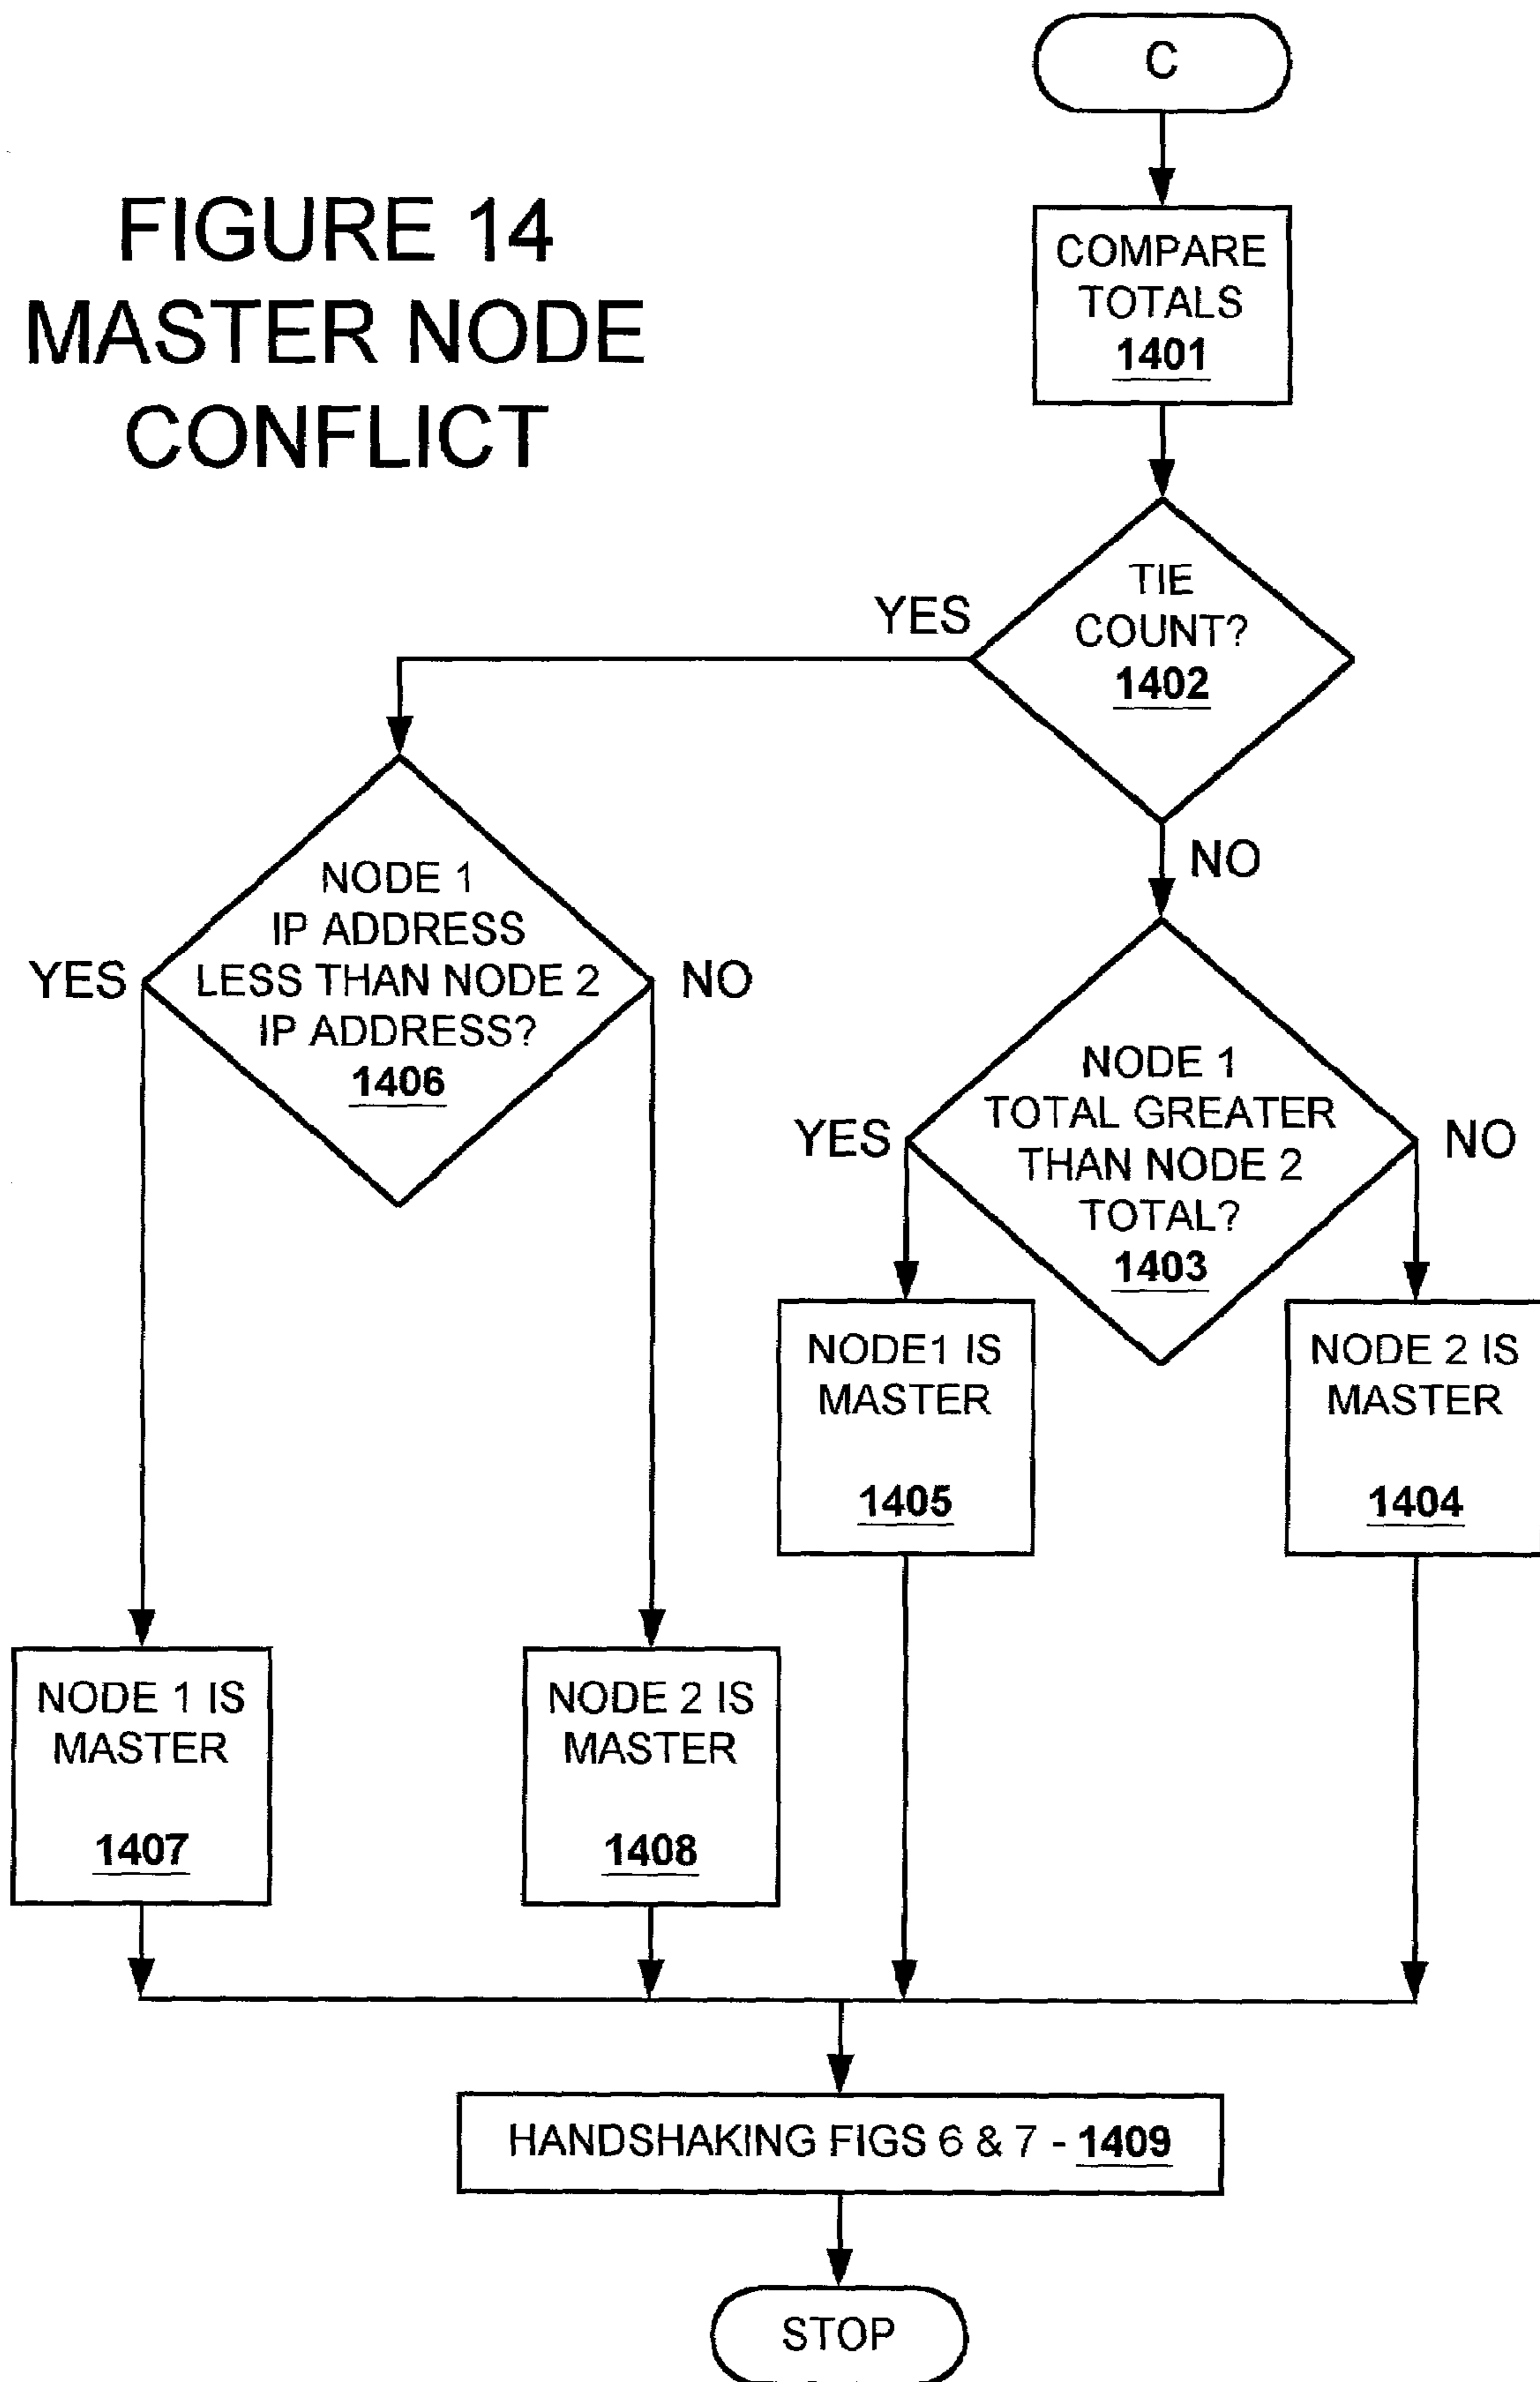 C
FIGURE 14
MASTER NODE
CONFLICT
COMPARE
TOTALS
1401
TIE
COUNT?
1402
YES
NO
NODE 1
IP ADDRESS
LESS THAN NODE 2
IP ADDRESS?
1406
YES
NO
NODE 1
TOTAL GREATER
THAN NODE 2
TOTAL?
1403
YES
NO
NODE1 IS
MASTER
1405
NODE 2 IS
MASTER
1404
NODE 1 IS
MASTER
1407
NODE 2 IS
MASTER
1408
HANDSHAKING FIGS 6 & 7 - 1409
STOP